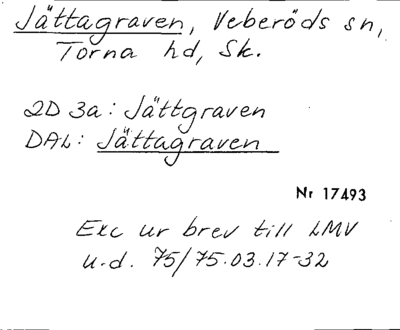 Jättagraven, Veberöds sn,
Torna hd, Sk.
2D 3a: Jättgraven
DAL: Jättagraven
Nr 17493
Exc ur brev till LMV
u.d. 75/75.03.17-32